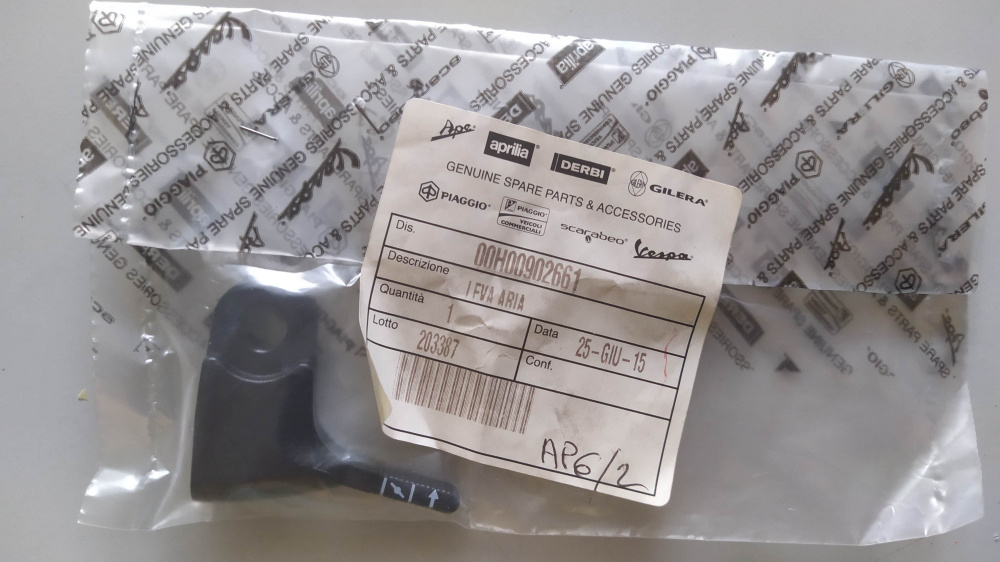 Ape aprilia DERBI GILERA
GENUINE SPARE PARTS & ACCESSORIES
PIAGGIO PIAGGIO VEICOLI COMMERCIALI scarabeo Vespa
Dis. 00H00902661
Descrizione LEVA ARIA
Quantità 1 Data 25-GIU-15
Lotto 203387 Conf.
AP6/2